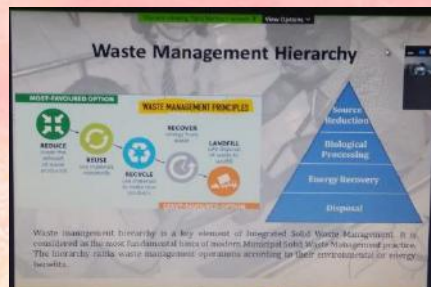 View Options
Waste Management Hierarchy
MOST-FAVOURED OPTION
WASTE MANAGEMENT PRINCIPLES
REDUCE
REUSE
RECYCLE
RECOVER
LANDFILL
Source
Reduction
Biological
Processing
Energy Recovery
Disposal
Waste management hierarchy is a key element of Integrated Solid Waste Management. It is
considered as the most fundamental basis of modern Municipal Solid Waste Management practice.
The hierarchy ranks waste management operations according to their environmental or energy
benefits.